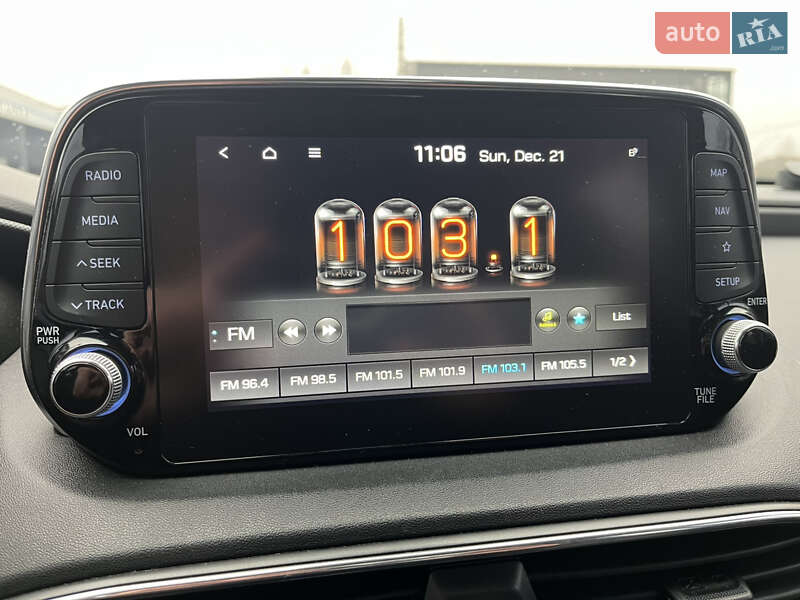 auto RIA .com
11:06 Sun, Dec. 21
RADIO
MEDIA
SEEK
TRACK
PWR
PUSH
VOL
MAP
NAV
SETUP
ENTER
TUNE
FILE
103.1
FM
List
FM 96.4 FM 98.5 FM 101.5 FM 101.9 FM 103.1 FM 105.5 1/2